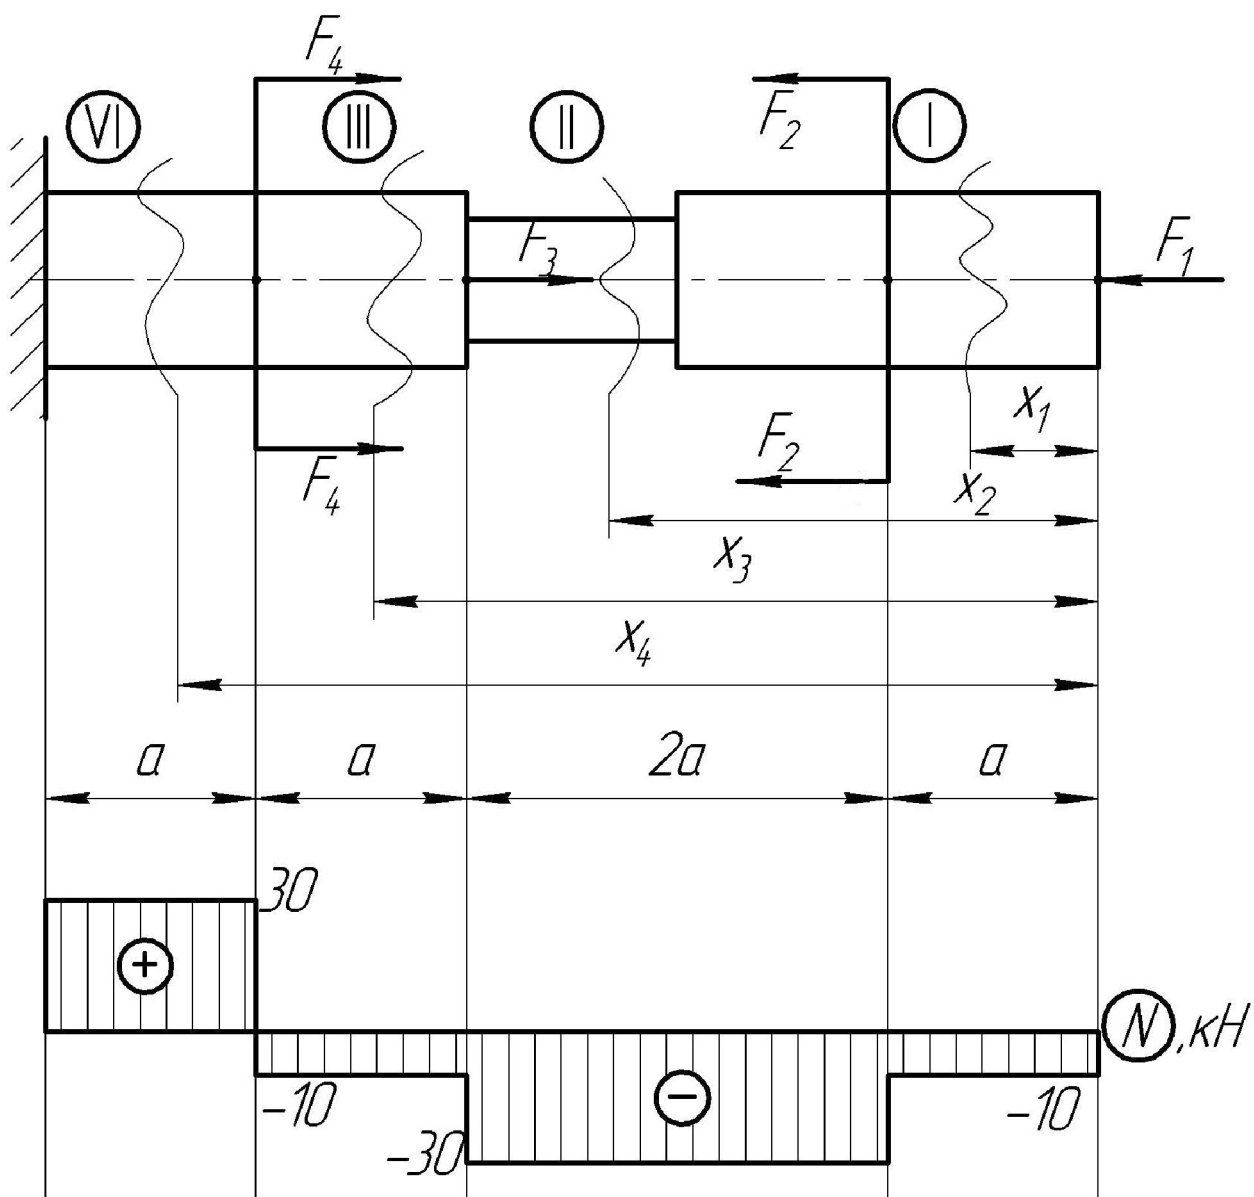 F4
VI III II F2 I
F3 F1
x1
F4 F2 x2
x3
x4
a a 2a a
30
+
N, кН
-10 - -10
-30